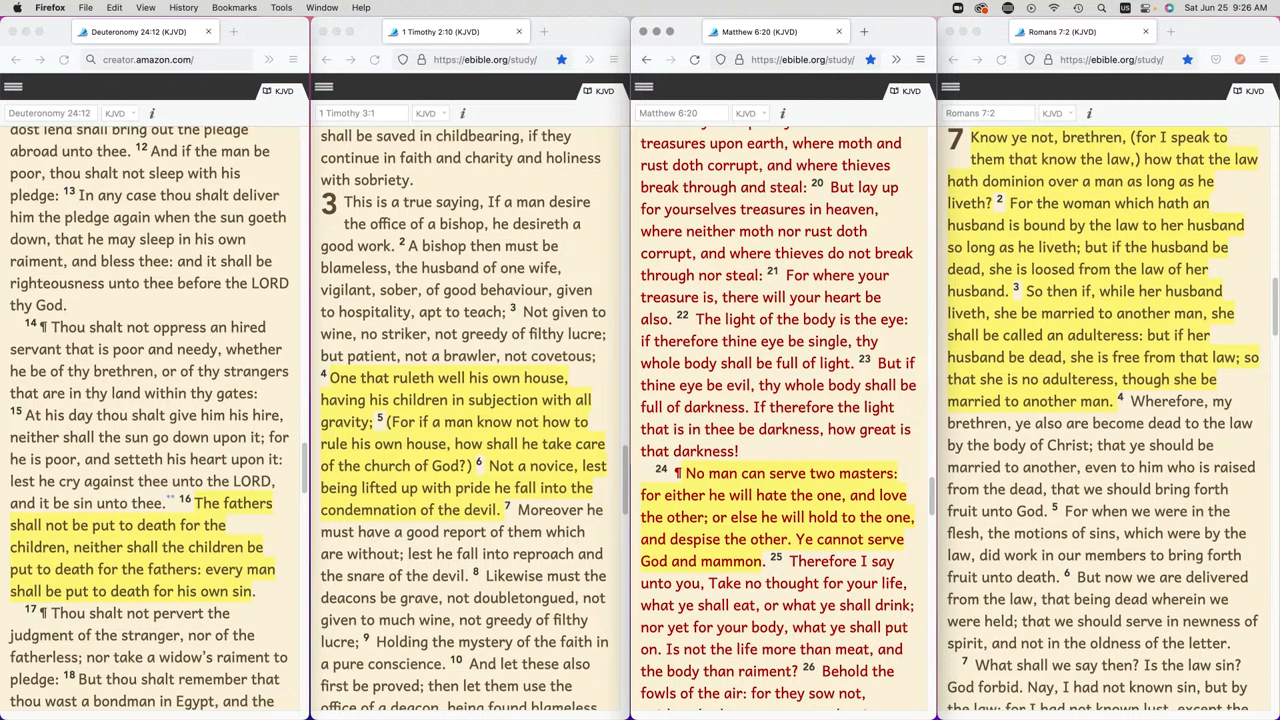 Firefox File Edit View History Bookmarks Tools Window Help US Sat Jun 25 9:26 AM
Deuteronomy 24:12 (KJVD)
creator.amazon.com/
KJVD
Deuteronomy 24:12 KJVD i
dost lend shall bring out the pledge
abroad unto thee. 12 And if the man be
poor, thou shalt not sleep with his
pledge: 13 In any case thou shalt deliver
him the pledge again when the sun goeth
down, that he may sleep in his own
raiment, and bless thee: and it shall be
righteousness unto thee before the LORD
thy God.
14 ¶ Thou shalt not oppress an hired
servant that is poor and needy, whether
he be of thy brethren, or of thy strangers
that are in thy land within thy gates:
15 At his day thou shalt give him his hire,
neither shall the sun go down upon it; for
he is poor, and setteth his heart upon it:
lest he cry against thee unto the LORD,
and it be sin unto thee. ** 16 The fathers
shall not be put to death for the
children, neither shall the children be
put to death for the fathers: every man
shall be put to death for his own sin.
17 ¶ Thou shalt not pervert the
judgment of the stranger, nor of the
fatherless; nor take a widow's raiment to
pledge: 18 But thou shalt remember that
thou wast a bondman in Egypt, and the
1 Timothy 2:10 (KJVD)
https://ebible.org/study/
KJVD
1 Timothy 3:1 KJVD i
shall be saved in childbearing, if they
continue in faith and charity and holiness
with sobriety.
3 This is a true saying, If a man desire
the office of a bishop, he desireth a
good work. 2 A bishop then must be
blameless, the husband of one wife,
vigilant, sober, of good behaviour, given
to hospitality, apt to teach; 3 Not given to
wine, no striker, not greedy of filthy lucre;
but patient, not a brawler, not covetous;
4 One that ruleth well his own house,
having his children in subjection with all
gravity; 5 (For if a man know not how to
rule his own house, how shall he take care
of the church of God?) 6 Not a novice, lest
being lifted up with pride he fall into the
condemnation of the devil. 7 Moreover he
must have a good report of them which
are without; lest he fall into reproach and
the snare of the devil. 8 Likewise must the
deacons be grave, not doubletongued, not
given to much wine, not greedy of filthy
lucre; 9 Holding the mystery of the faith in
a pure conscience. 10 And let these also
first be proved; then let them use the
office of a deacon, being found blameless
Matthew 6:20 (KJVD)
https://ebible.org/study/
KJVD
Matthew 6:20 KJVD i
treasures upon earth, where moth and
rust doth corrupt, and where thieves
break through and steal: 20 But lay up
for yourselves treasures in heaven,
where neither moth nor rust doth
corrupt, and where thieves do not break
through nor steal: 21 For where your
treasure is, there will your heart be
also. 22 The light of the body is the eye:
if therefore thine eye be single, thy
whole body shall be full of light. 23 But if
thine eye be evil, thy whole body shall be
full of darkness. If therefore the light
that is in thee be darkness, how great is
that darkness!
24 ¶ No man can serve two masters:
for either he will hate the one, and love
the other; or else he will hold to the one,
and despise the other. Ye cannot serve
God and mammon. 25 Therefore I say
unto you, Take no thought for your life,
what ye shall eat, or what ye shall drink;
nor yet for your body, what ye shall put
on. Is not the life more than meat, and
the body than raiment? 26 Behold the
fowls of the air: for they sow not,
Romans 7:2 (KJVD)
https://ebible.org/study/
KJVD
Romans 7:2 KJVD i
7 Know ye not, brethren, (for I speak to
them that know the law,) how that the law
hath dominion over a man as long as he
liveth? 2 For the woman which hath an
husband is bound by the law to her husband
so long as he liveth; but if the husband be
dead, she is loosed from the law of her
husband. 3 So then if, while her husband
liveth, she be married to another man, she
shall be called an adulteress: but if her
husband be dead, she is free from that law; so
that she is no adulteress, though she be
married to another man. 4 Wherefore, my
brethren, ye also are become dead to the law
by the body of Christ; that ye should be
married to another, even to him who is raised
from the dead, that we should bring forth
fruit unto God. 5 For when we were in the
flesh, the motions of sins, which were by the
law, did work in our members to bring forth
fruit unto death. 6 But now we are delivered
from the law, that being dead wherein we
were held; that we should serve in newness of
spirit, and not in the oldness of the letter.
7 What shall we say then? Is the law sin?
God forbid. Nay, I had not known sin, but by
the law: for I had not known lust, except the